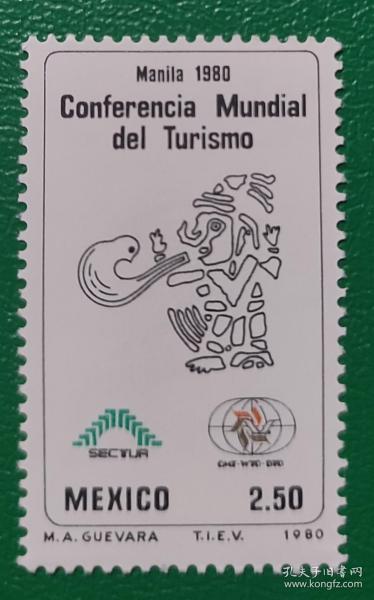 Manila 1980
Conferencia Mundial
del Turismo
SECTUR
OMT-WTO-BTO
MEXICO 2.50
M.A. GUEVARA T.I.E.V. 1980
孔夫子旧书网
www.kongfz.com